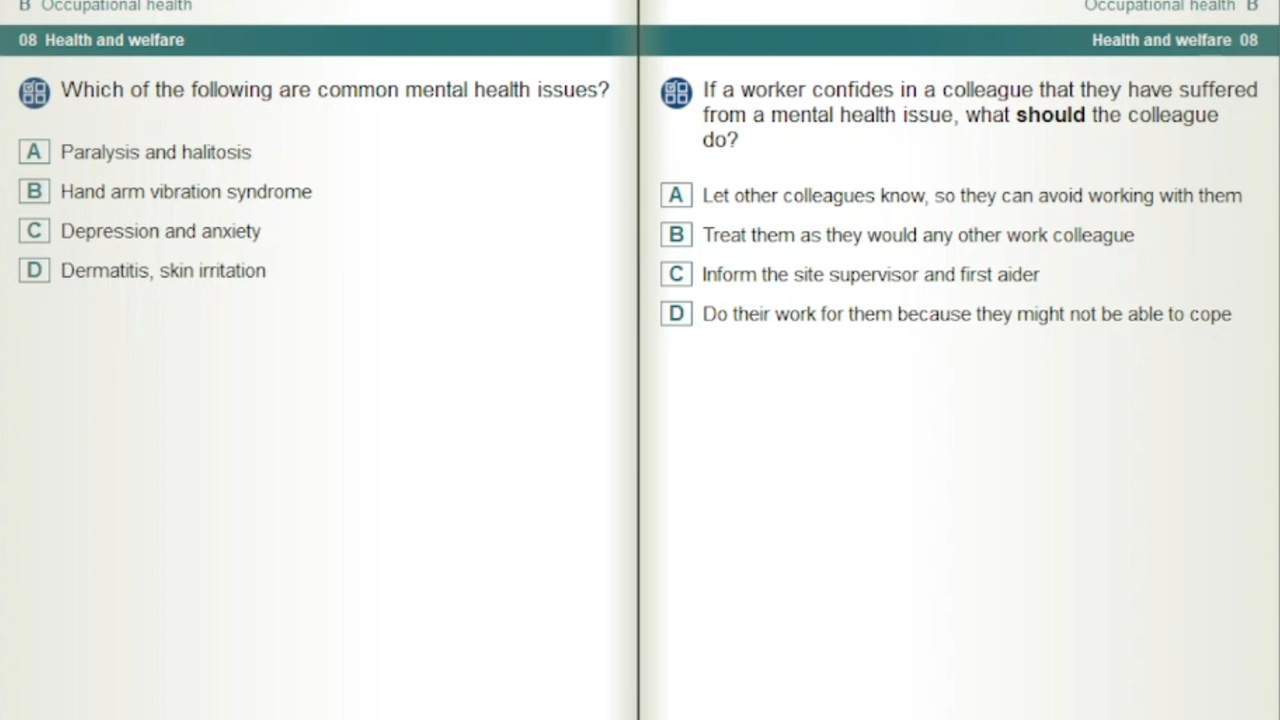 B Occupational health
08 Health and welfare
Which of the following are common mental health issues?
A Paralysis and halitosis
B Hand arm vibration syndrome
C Depression and anxiety
D Dermatitis, skin irritation
Occupational health B
Health and welfare 08
If a worker confides in a colleague that they have suffered
from a mental health issue, what should the colleague
do?
A Let other colleagues know, so they can avoid working with them
B Treat them as they would any other work colleague
C Inform the site supervisor and first aider
D Do their work for them because they might not be able to cope